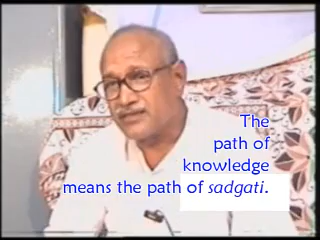 The
path of
knowledge
means the path of sadgati.